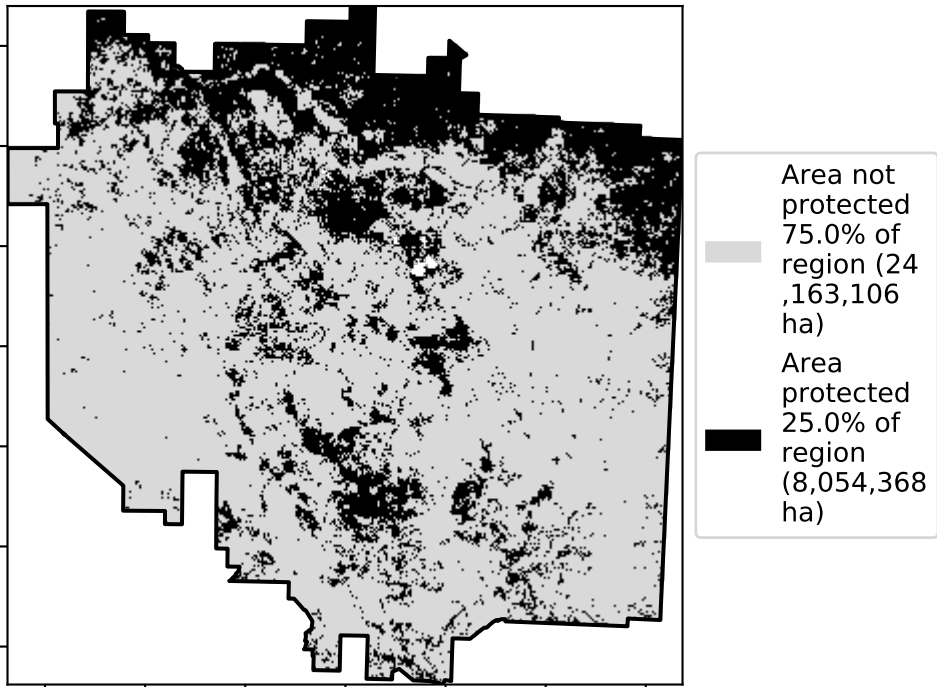 Area not
protected
75.0% of
region (24
,163,106
ha)
Area
protected
25.0% of
region
(8,054,368
ha)